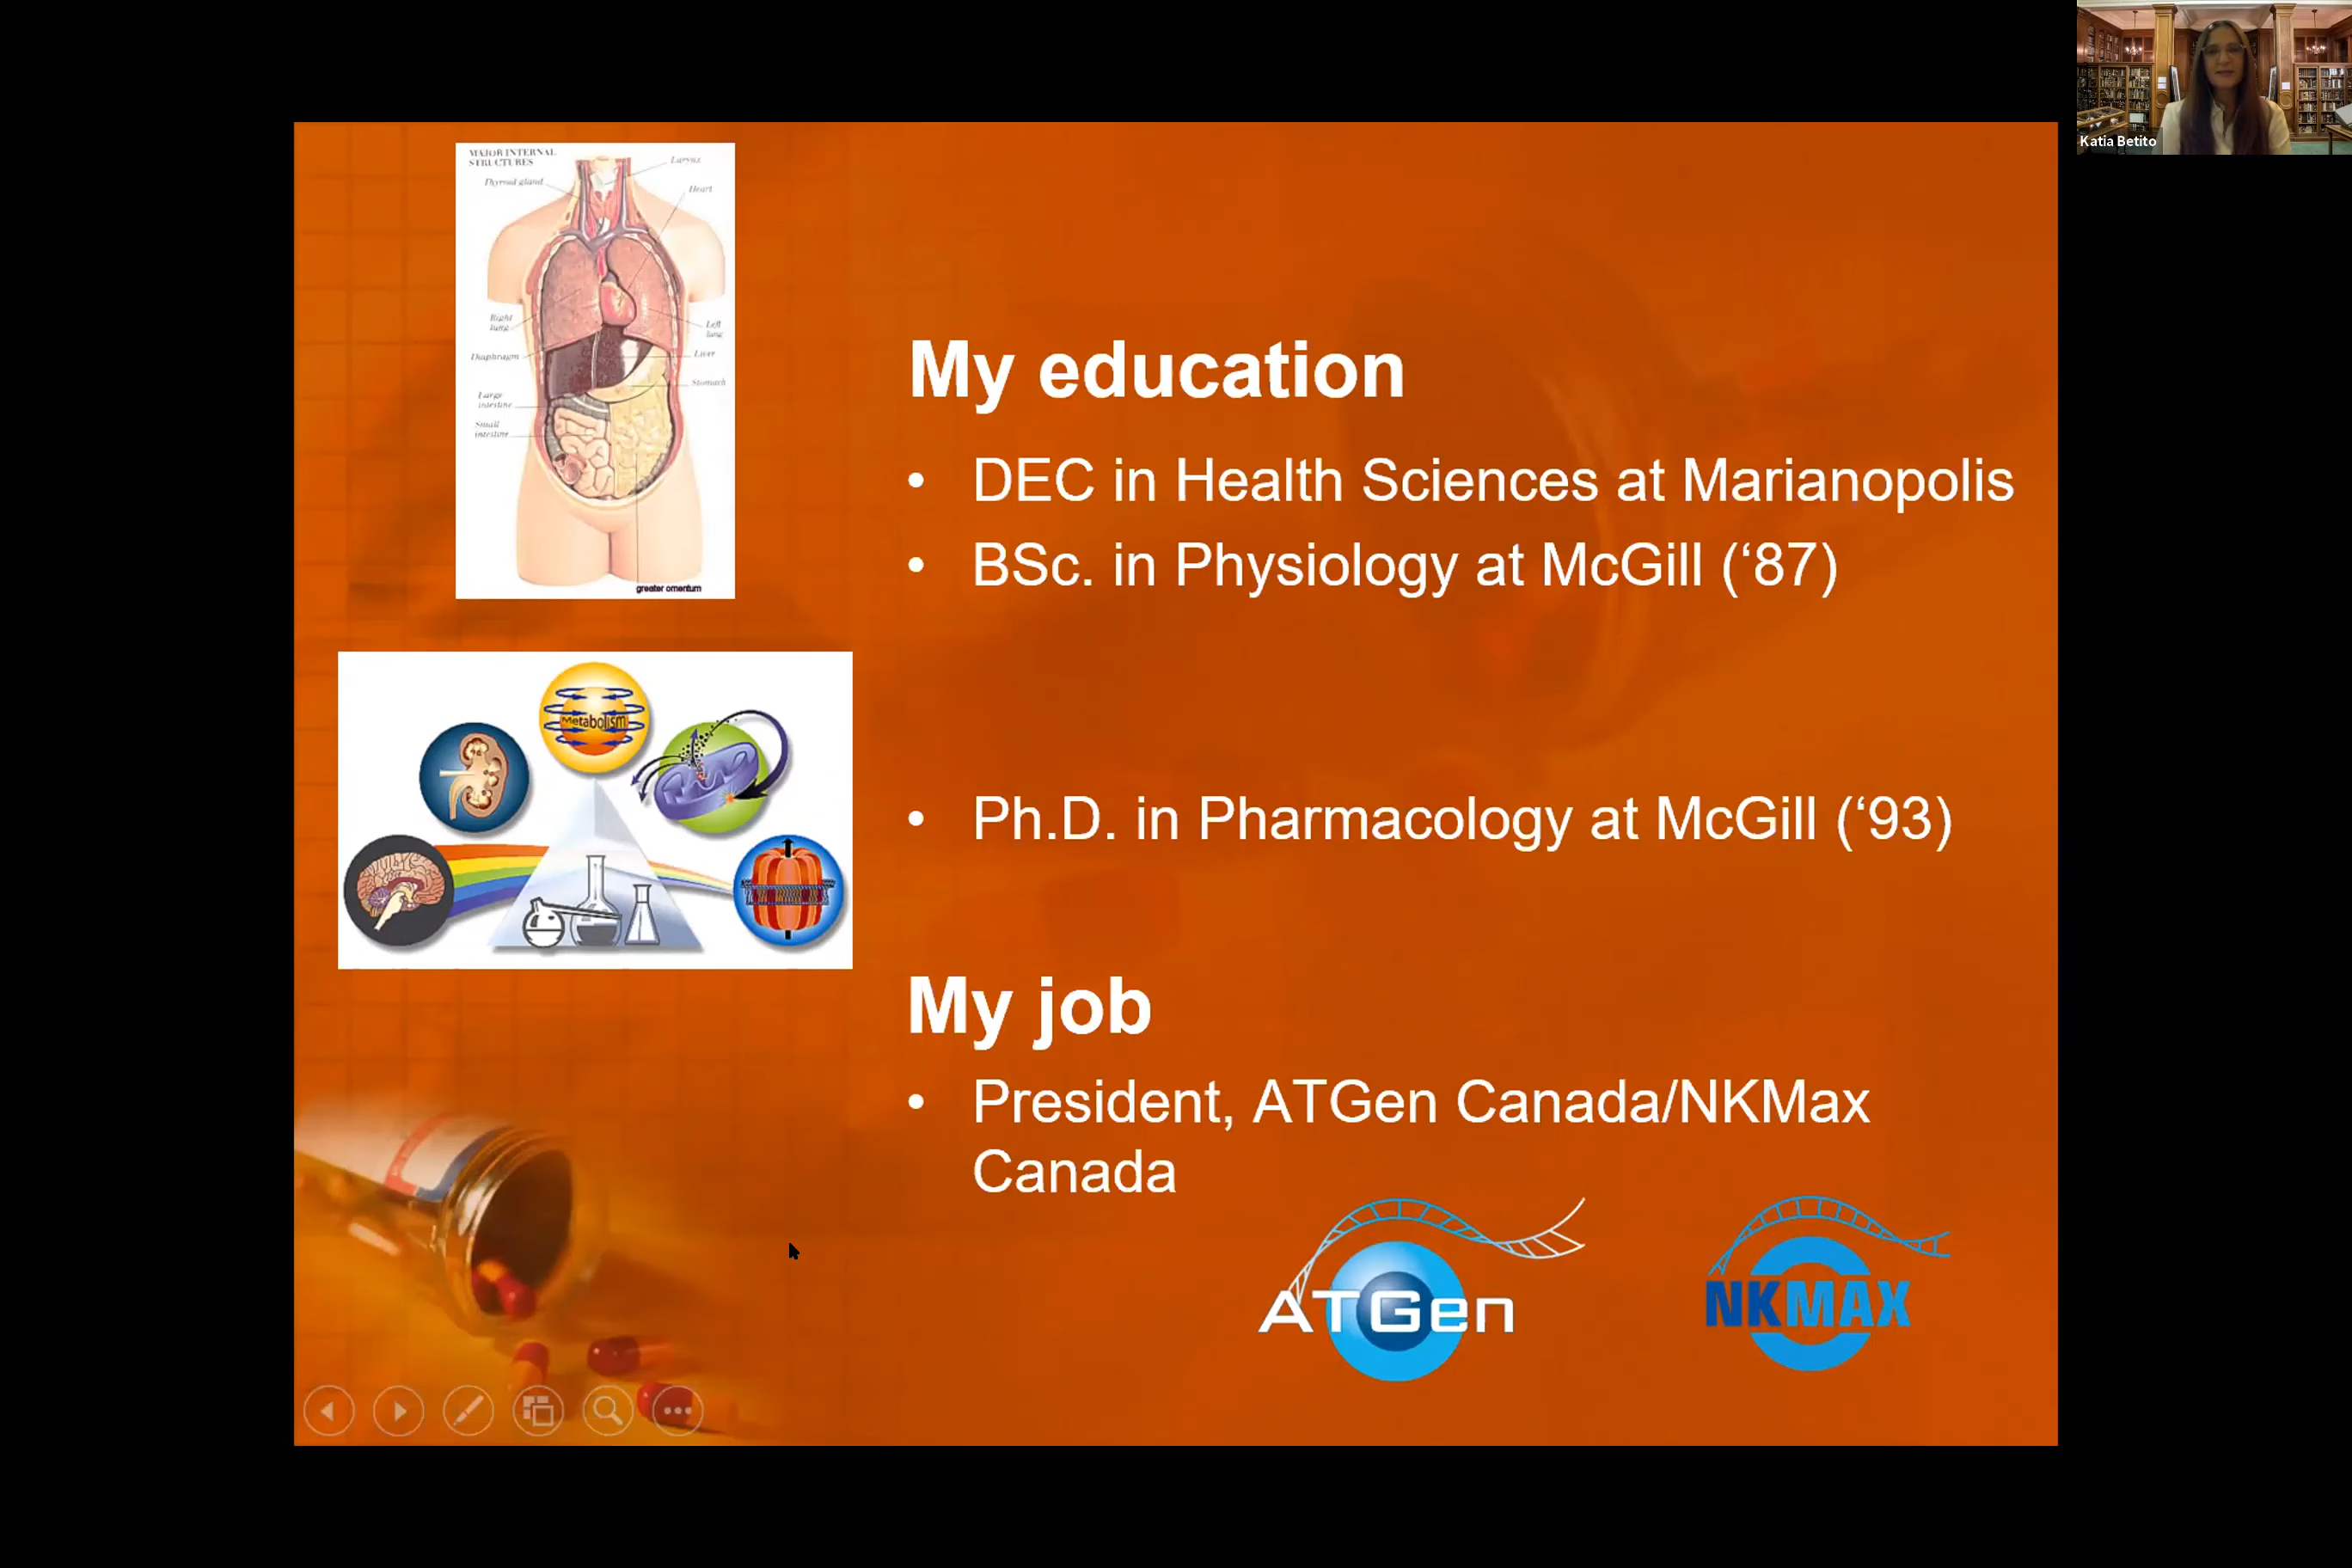 Katia Betito
MAJOR INTERNAL
STRUCTURES
Larynx
Thyroid gland
Heart
Right
lung
Left
lung
Diaphragm
Liver
Stomach
Large
intestine
Small
intestine
greater omentum
My education
• DEC in Health Sciences at Marianopolis
• BSc. in Physiology at McGill (‘87)
Metabolism
• Ph.D. in Pharmacology at McGill (‘93)
My job
• President, ATGen Canada/NKMax
Canada
ATGen
NKMAX